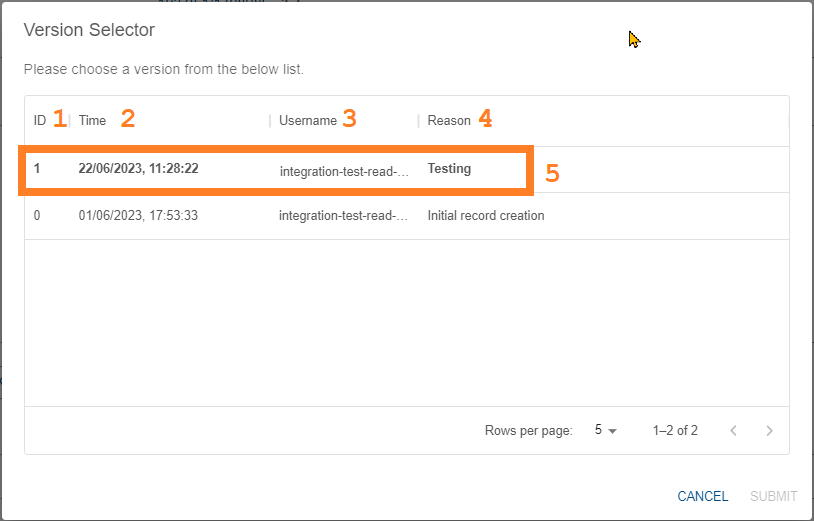 Version Selector
Please choose a version from the below list.
ID 1 Time 2 Username 3 Reason 4
1 22/06/2023, 11:28:22 integration-test-read-... Testing 5
0 01/06/2023, 17:53:33 integration-test-read-... Initial record creation
Rows per page: 5 1–2 of 2
CANCEL SUBMIT